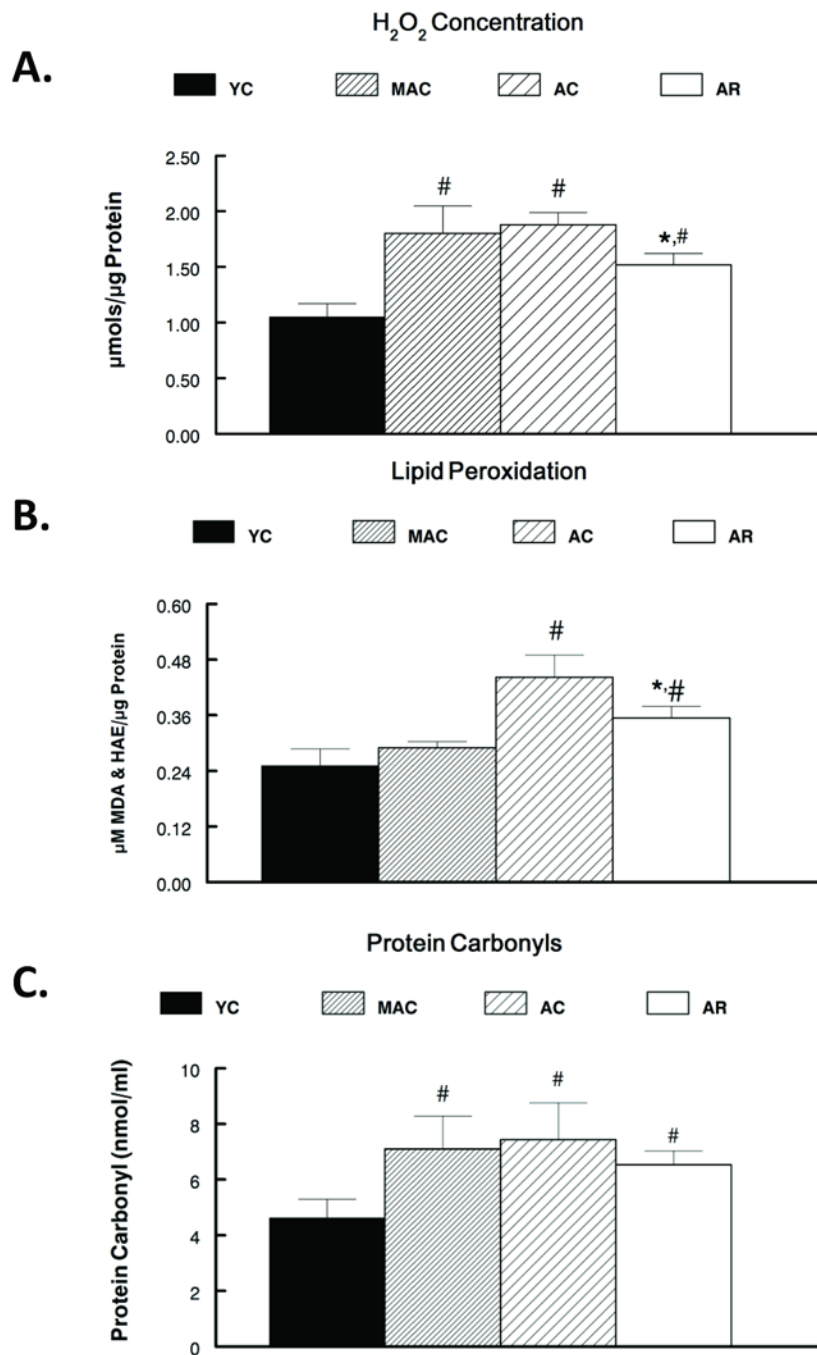 H₂O₂ Concentration
A.
YC MAC AC AR
µmols/µg Protein
2.50
2.00
1.50
1.00
0.50
0.00
# # *,#
Lipid Peroxidation
B.
YC MAC AC AR
µM MDA & HAE/µg Protein
0.60
0.48
0.36
0.24
0.12
0.00
# *,#
Protein Carbonyls
C.
YC MAC AC AR
Protein Carbonyl (nmol/ml)
10
8
6
4
2
0
# # #